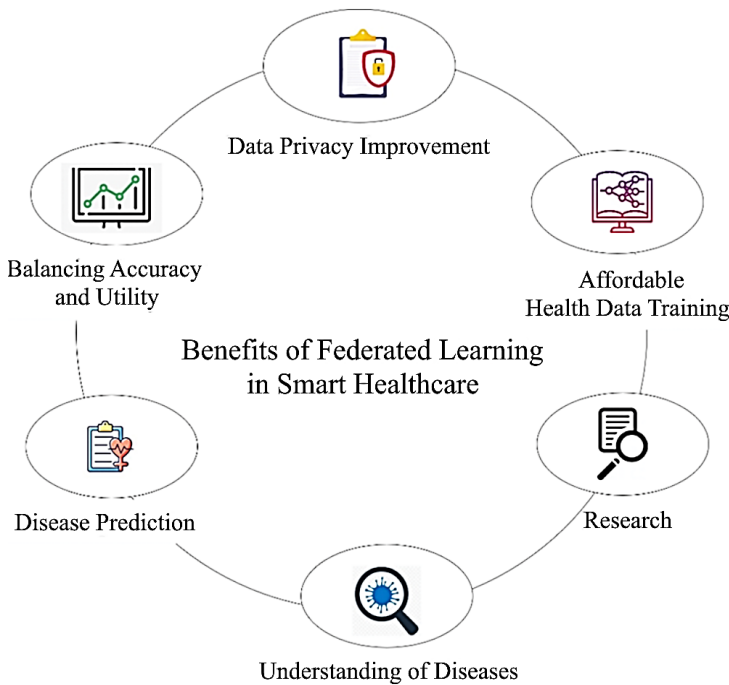 Data Privacy Improvement
Affordable
Health Data Training
Research
Understanding of Diseases
Disease Prediction
Balancing Accuracy
and Utility
Benefits of Federated Learning
in Smart Healthcare